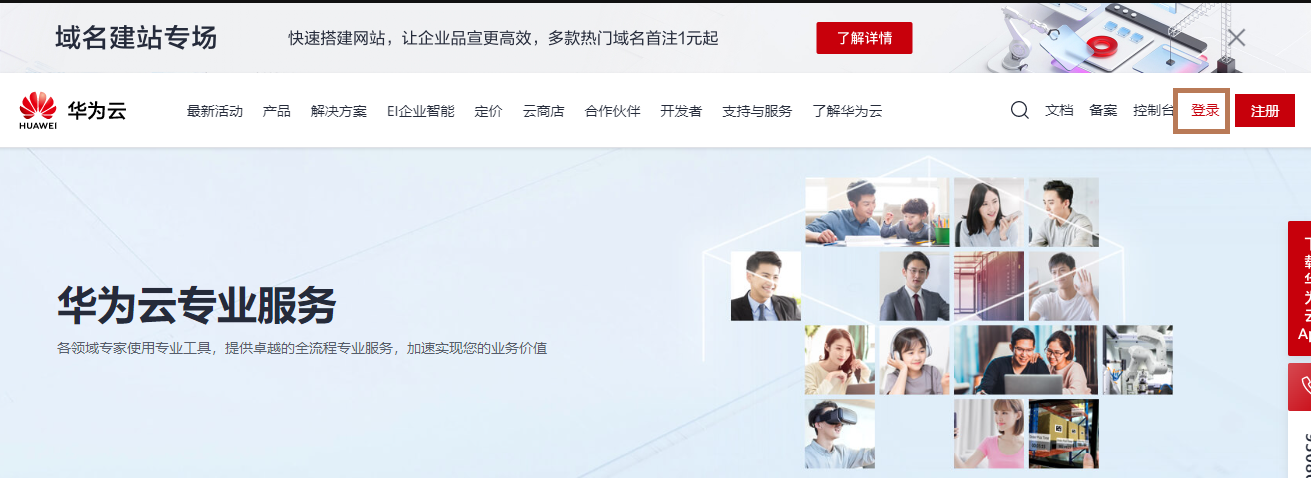 域名建站专场
快速搭建网站，让企业品宣更高效，多款热门域名首注1元起
了解详情
HUAWEI
华为云
最新活动 产品 解决方案 EI企业智能 定价 云商店 合作伙伴 开发者 支持与服务 了解华为云
文档 备案 控制台 登录 注册
华为云专业服务
各领域专家使用专业工具，提供卓越的全流程专业服务，加速实现您的业务价值
下
载
华
为
云